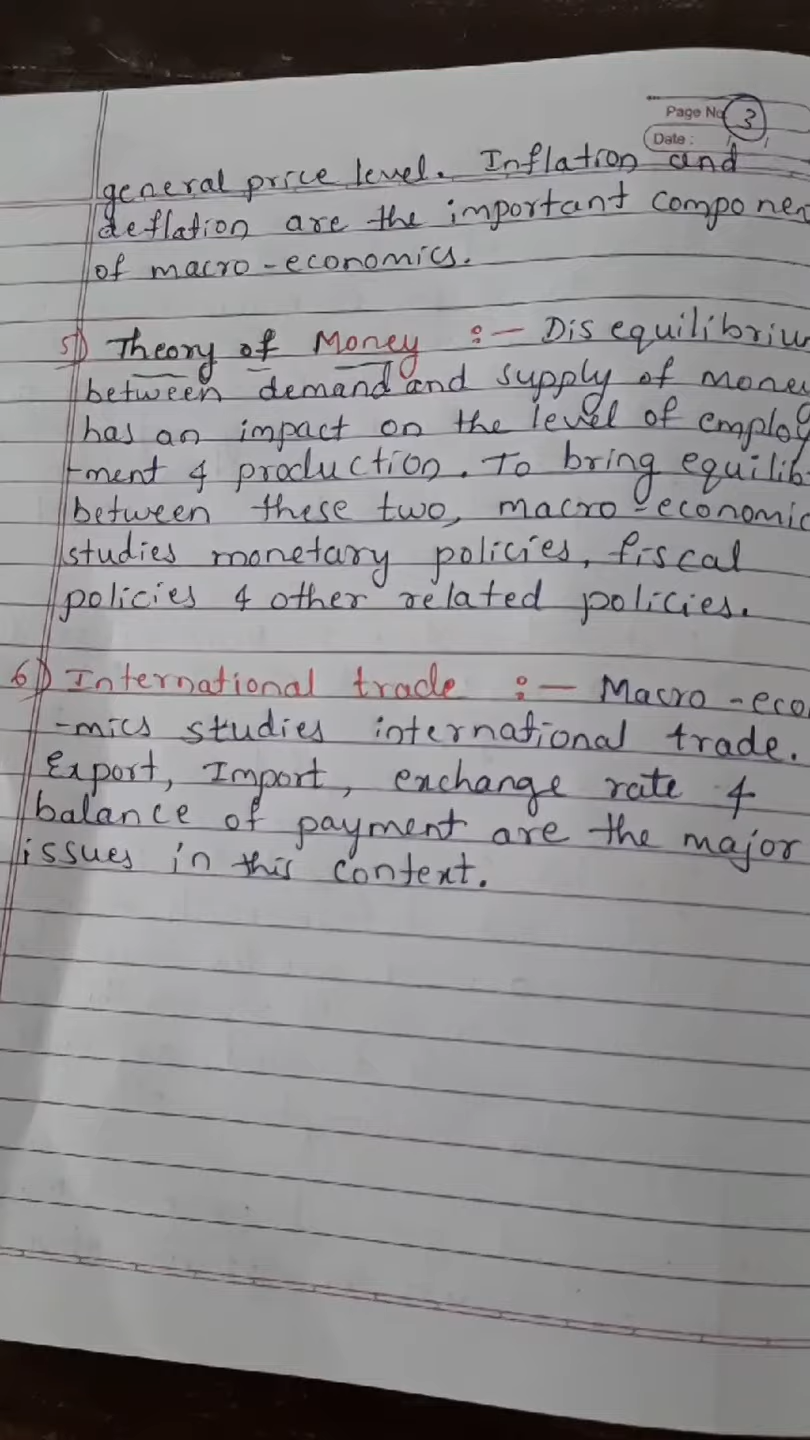 Page No 3
Date :
general price level. Inflation and
deflation are the important componen
of macro-economics.
5) Theory of Money :- Disequilibriu
between demand and supply of mone
has an impact on the level of employ
-ment & production. To bring equilib
between these two, macro-economic
studies monetary policies, fiscal
policies & other related policies.
6) International trade :- Macro-eco
-mics studies international trade.
Export, Import, exchange rate &
balance of payment are the major
issues in this context.